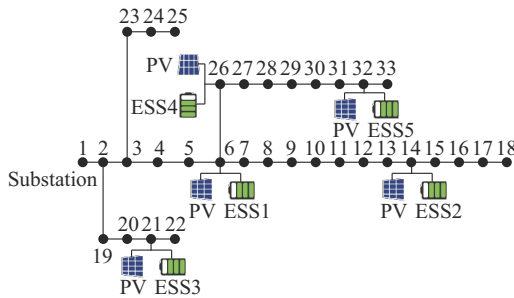 23 24 25
PV 26 27 28 29 30 31 32 33
ESS4
PV ESS5
1 2 3 4 5 6 7 8 9 10 11 12 13 14 15 16 17 18
Substation
PV ESS1 PV ESS2
20 21 22
19
PV ESS3